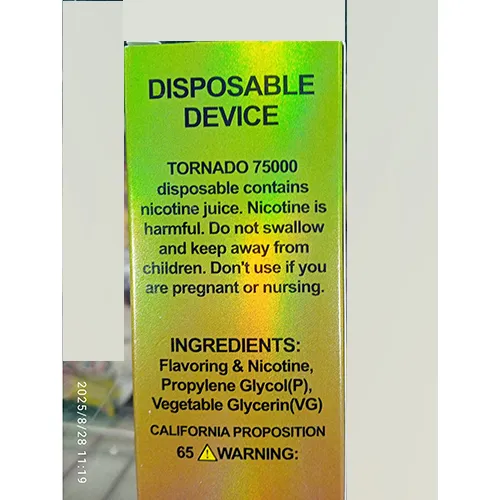 DISPOSABLE
DEVICE
TORNADO 75000
disposable contains
nicotine juice. Nicotine is
harmful. Do not swallow
and keep away from
children. Don't use if you
are pregnant or nursing.
INGREDIENTS:
Flavoring & Nicotine,
Propylene Glycol(P),
Vegetable Glycerin(VG)
CALIFORNIA PROPOSITION
65 ⚠WARNING:
2025/8/28 11:19